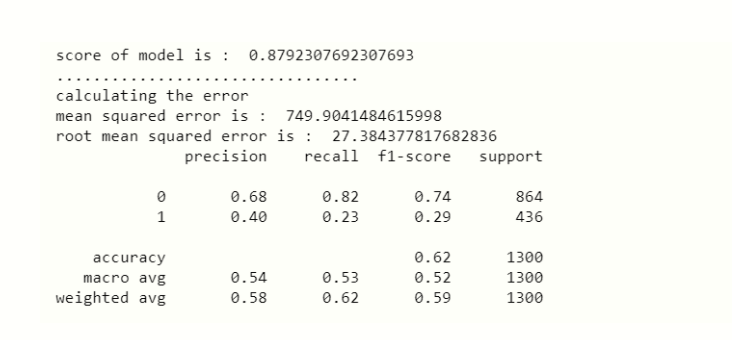 score of model is :  0.8792307692307693
.................................
calculating the error
mean squared error is :  749.9041484615998
root mean squared error is :  27.384377817682836
              precision    recall  f1-score   support

           0       0.68      0.82      0.74       864
           1       0.40      0.23      0.29       436

    accuracy                           0.62      1300
   macro avg       0.54      0.53      0.52      1300
weighted avg       0.58      0.62      0.59      1300